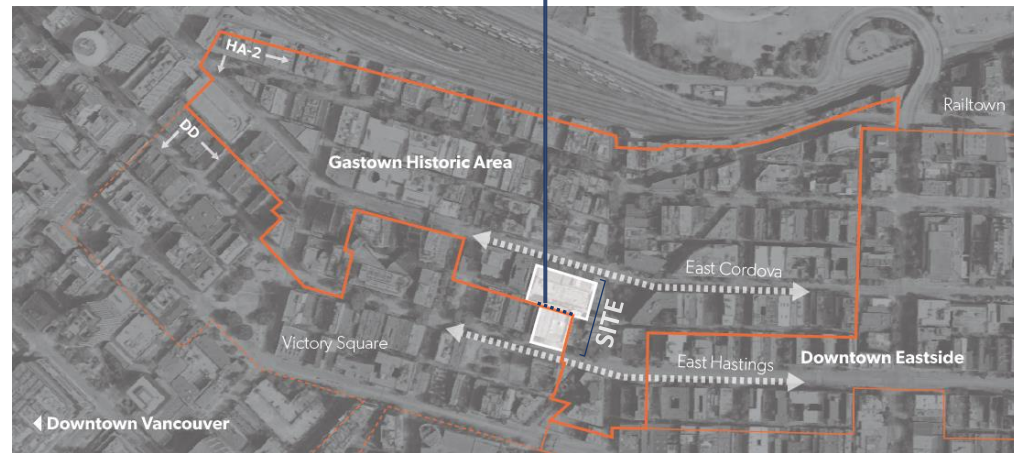 HA-2
Railtown
DD
Gastown Historic Area
East Cordova
SITE
Victory Square
East Hastings
Downtown Eastside
Downtown Vancouver